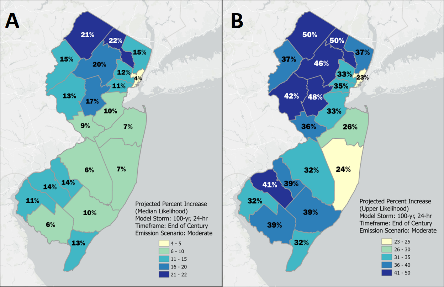 A
21%
22%
15%
15%
20%
12%
4%
11%
13%
17%
10%
9%
7%
6%
7%
14%
14%
11%
10%
6%
13%
Projected Percent Increase
(Median Likelihood)
Model Storm: 100-yr, 24-hr
Timeframe: End of Century
Emission Scenario: Moderate
4 - 5
6 - 10
11 - 15
16 - 20
21 - 22
B
50%
50%
37%
37%
46%
33%
23%
35%
42%
48%
33%
36%
26%
32%
24%
39%
41%
32%
39%
39%
32%
Projected Percent Increase
(Upper Likelihood)
Model Storm: 100-yr, 24-hr
Timeframe: End of Century
Emission Scenario: Moderate
23 - 25
26 - 30
31 - 35
36 - 40
41 - 50